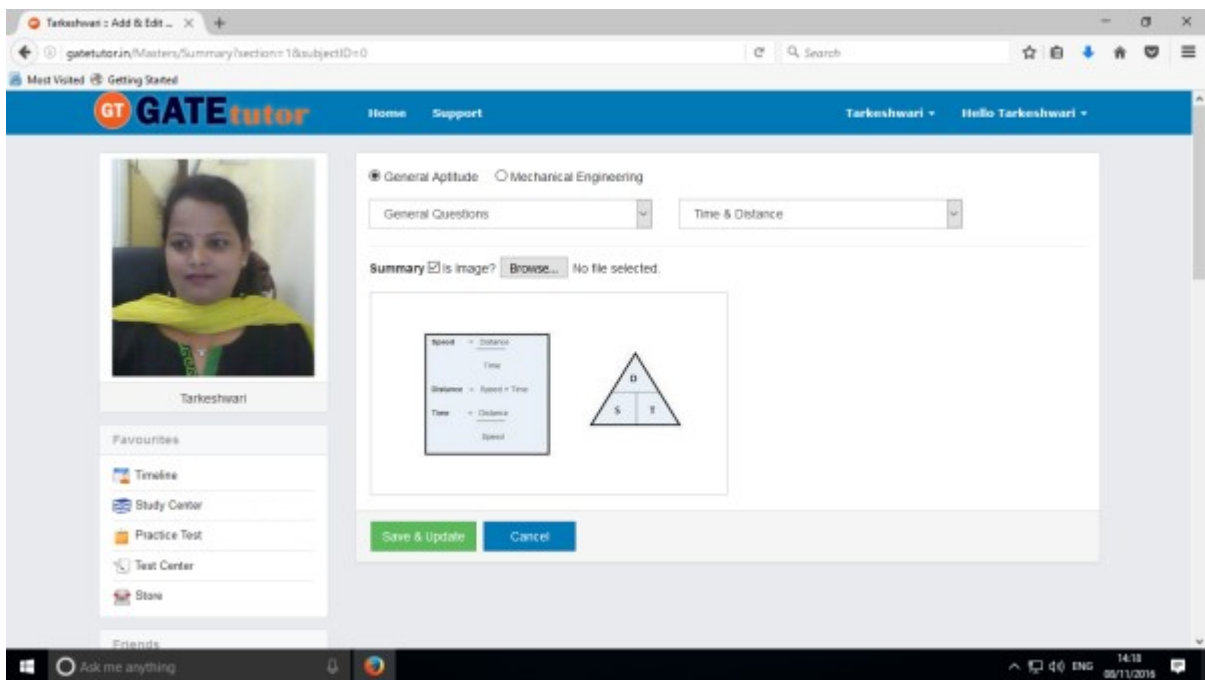 Tarkeshwari : Add & Edit ...
gatetutor.in/Masters/Summary?section=1&subjectID=0
Search
Most Visited Getting Started
GT GATEtutor Home Support Tarkeshwari Hello Tarkeshwari
General Aptitude Mechanical Engineering
General Questions Time & Distance
Summary Is image? Browse... No file selected.
Speed = Distance
Time
Distance = Speed × Time
Time = Distance
Speed
D
S T
Tarkeshwari
Favourites
Timeline
Study Center
Practice Test
Test Center
Store
Friends
Save & Update Cancel
Ask me anything
ENG
14:18
08/11/2016